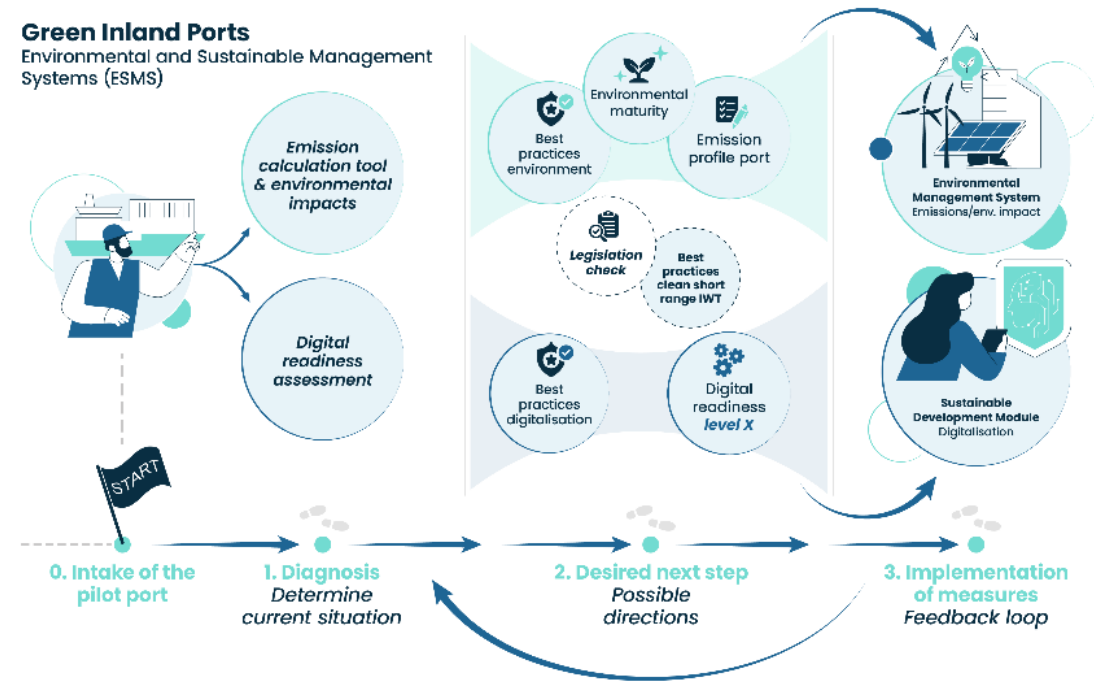 Green Inland Ports
Environmental and Sustainable Management
Systems (ESMS)
Emission
calculation tool
& environmental
impacts
Digital
readiness
assessment
Environmental
maturity
Best
practices
environment
Emission
profile port
Legislation
check
Best
practices
clean short
range IWT
Best
practices
digitalisation
Digital
readiness
level X
Environmental
Management System
Emissions/env. impact
Sustainable
Development Module
Digitalisation
START
0. Intake of the
pilot port
1. Diagnosis
Determine
current situation
2. Desired next step
Possible
directions
3. Implementation
of measures
Feedback loop